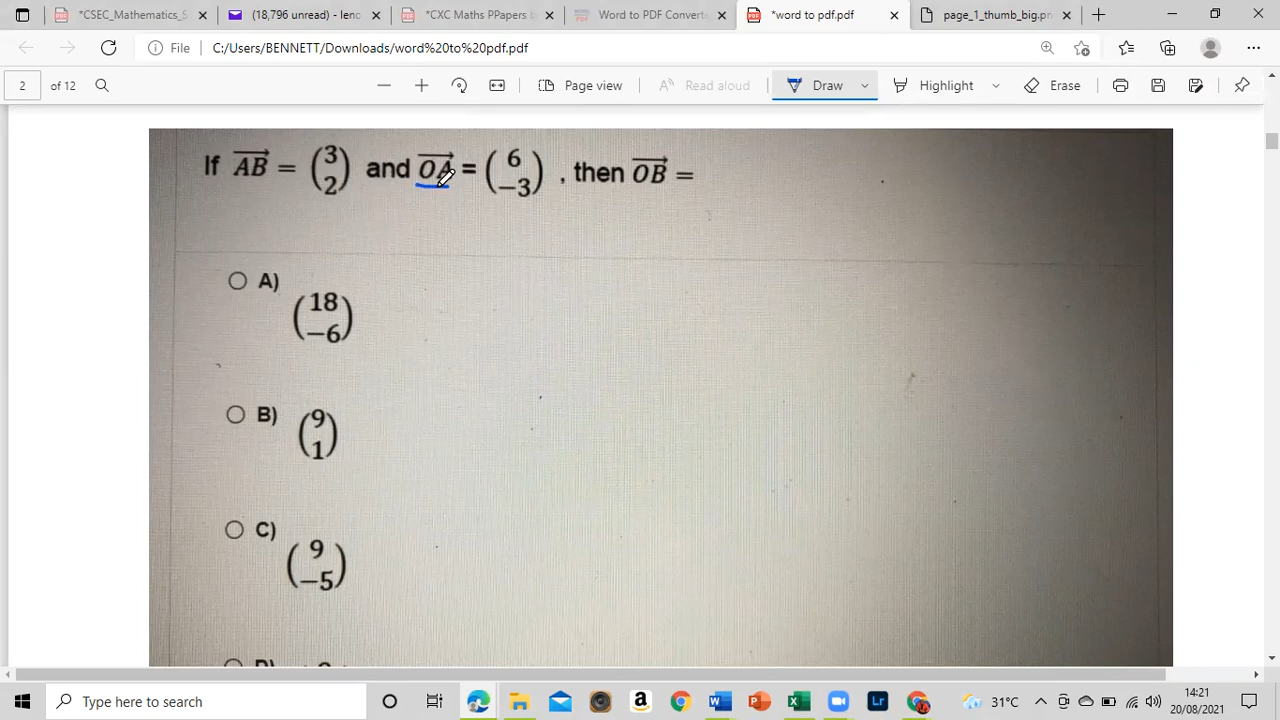 *CSEC_Mathematics_S
(18,796 unread) - lenc
*CXC Maths PPapers b
Word to PDF Converte
*word to pdf.pdf
page_1_thumb_big.pn
File
C:/Users/BENNETT/Downloads/word%20to%20pdf.pdf
2 of 12
Page view
Read aloud
Draw
Highlight
Erase
If AB = (3 2) and OA = (6 −3) , then OB =
A)
(18 −6)
B) (9 1)
C)
(9 −5)
Type here to search
31°C
14:21
20/08/2021